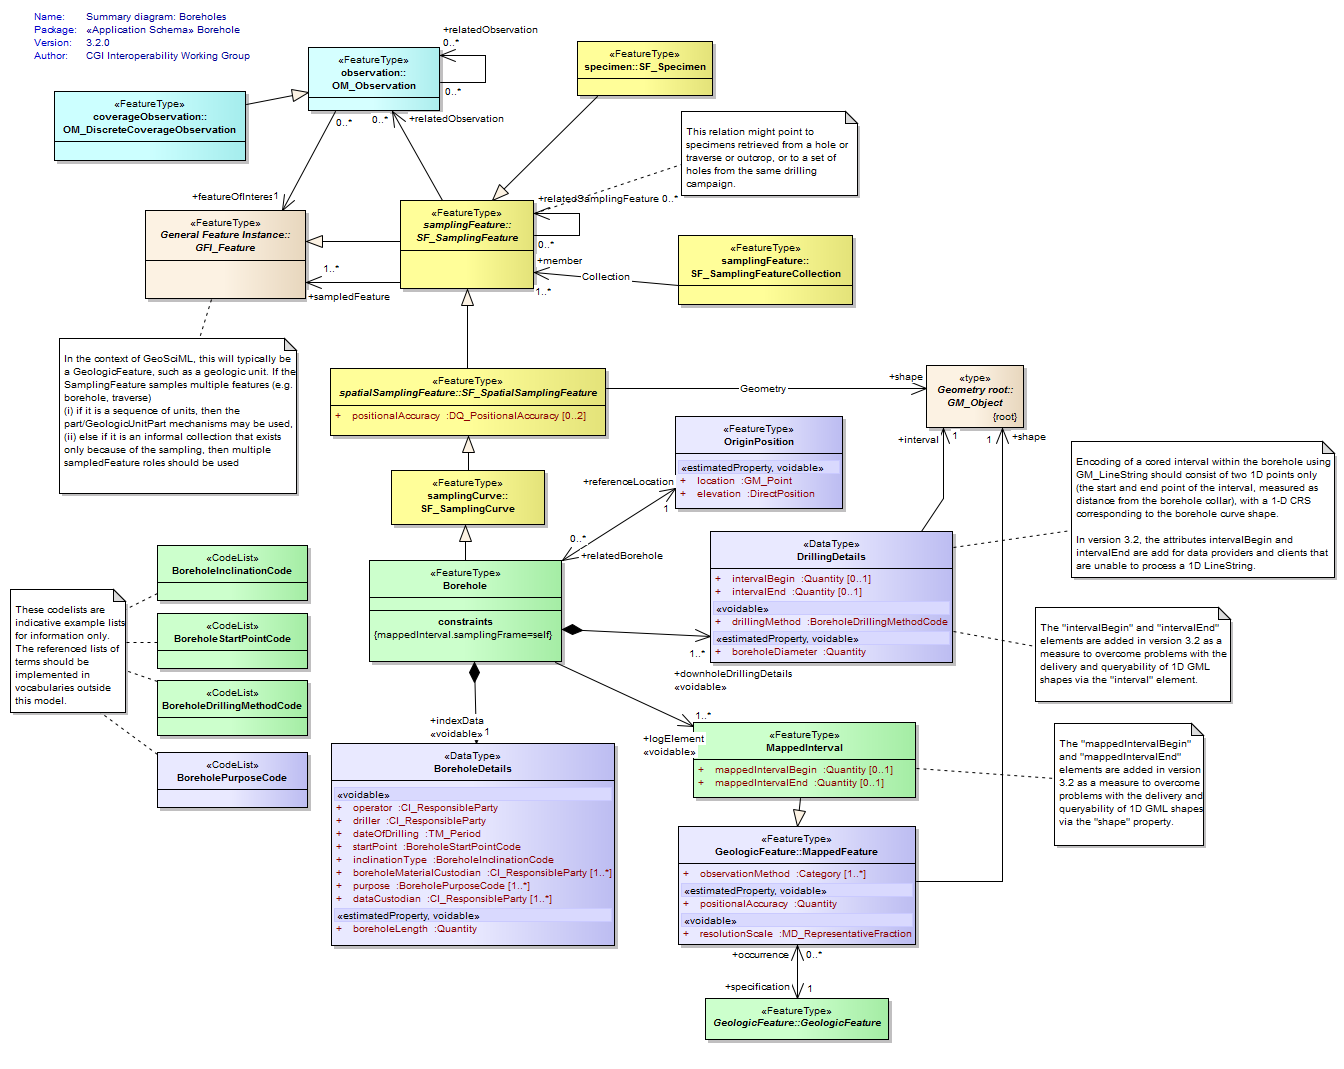 Name: Summary diagram: Boreholes
Package: «Application Schema» Borehole
Version: 3.2.0
Author: CGI Interoperability Working Group
+relatedObservation
0..*
«FeatureType»
observation::
OM_Observation
0..*
«FeatureType»
specimen::SF_Specimen
«FeatureType»
coverageObservation::
OM_DiscreteCoverageObservation
0..*
0..*
+relatedObservation
This relation might point to
specimens retrieved from a hole or
traverse or outcrop, or to a set of
holes from the same drilling
campaign.
+featureOfInteres 1
+relatedSamplingFeature 0..*
«FeatureType»
General Feature Instance::
GFI_Feature
«FeatureType»
samplingFeature::
SF_SamplingFeature
0..*
+member
Collection
1..*
«FeatureType»
samplingFeature::
SF_SamplingFeatureCollection
1..*
+sampledFeature
In the context of GeoSciML, this will typically be
a GeologicFeature, such as a geologic unit. If the
SamplingFeature samples multiple features (e.g.
borehole, traverse)
(i) if it is a sequence of units, then the
part/GeologicUnitPart mechanisms may be used,
(ii) else if it is an informal collection that exists
only because of the sampling, then multiple
sampledFeature roles should be used
«FeatureType»
spatialSamplingFeature::SF_SpatialSamplingFeature
+ positionalAccuracy :DQ_PositionalAccuracy [0..2]
Geometry
+shape
«type»
Geometry root::
GM_Object
{root}
+interval
1
1
+shape
«FeatureType»
OriginPosition
«estimatedProperty, voidable»
+ location :GM_Point
+ elevation :DirectPosition
«FeatureType»
samplingCurve::
SF_SamplingCurve
+referenceLocation
1
0..*
+relatedBorehole
Encoding of a cored interval within the borehole using
GM_LineString should consist of two 1D points only
(the start and end point of the interval, measured as
distance from the borehole collar), with a 1-D CRS
corresponding to the borehole curve shape.
In version 3.2, the attributes intervalBegin and
intervalEnd are add for data providers and clients that
are unable to process a 1D LineString.
«DataType»
DrillingDetails
+ intervalBegin :Quantity [0..1]
+ intervalEnd :Quantity [0..1]
«voidable»
+ drillingMethod :BoreholeDrillingMethodCode
«estimatedProperty, voidable»
+ boreholeDiameter :Quantity
«CodeList»
BoreholeInclinationCode
«CodeList»
BoreholeStartPointCode
«CodeList»
BoreholeDrillingMethodCode
«CodeList»
BoreholePurposeCode
These codelists are
indicative example lists
for information only.
The referenced lists of
terms should be
implemented in
vocabularies outside
this model.
«FeatureType»
Borehole
constraints
{mappedInterval.samplingFrame=self}
1..*
+downholeDrillingDetails
«voidable»
The "intervalBegin" and "intervalEnd"
elements are added in version 3.2 as a
measure to overcome problems with the
delivery and queryability of 1D GML
shapes via the "interval" element.
+indexData
«voidable» 1
1..*
+logElement
«voidable»
«FeatureType»
MappedInterval
+ mappedIntervalBegin :Quantity [0..1]
+ mappedIntervalEnd :Quantity [0..1]
The "mappedIntervalBegin"
and "mappedIntervalEnd"
elements are added in version
3.2 as a measure to overcome
problems with the delivery and
queryability of 1D GML shapes
via the "shape" property.
«DataType»
BoreholeDetails
«voidable»
+ operator :CI_ResponsibleParty
+ driller :CI_ResponsibleParty
+ dateOfDrilling :TM_Period
+ startPoint :BoreholeStartPointCode
+ inclinationType :BoreholeInclinationCode
+ boreholeMaterialCustodian :CI_ResponsibleParty [1..*]
+ purpose :BoreholePurposeCode [1..*]
+ dataCustodian :CI_ResponsibleParty [1..*]
«estimatedProperty, voidable»
+ boreholeLength :Quantity
«FeatureType»
GeologicFeature::MappedFeature
+ observationMethod :Category [1..*]
«estimatedProperty, voidable»
+ positionalAccuracy :Quantity
«voidable»
+ resolutionScale :MD_RepresentativeFraction
+occurrence 0..*
+specification 1
«FeatureType»
GeologicFeature::GeologicFeature